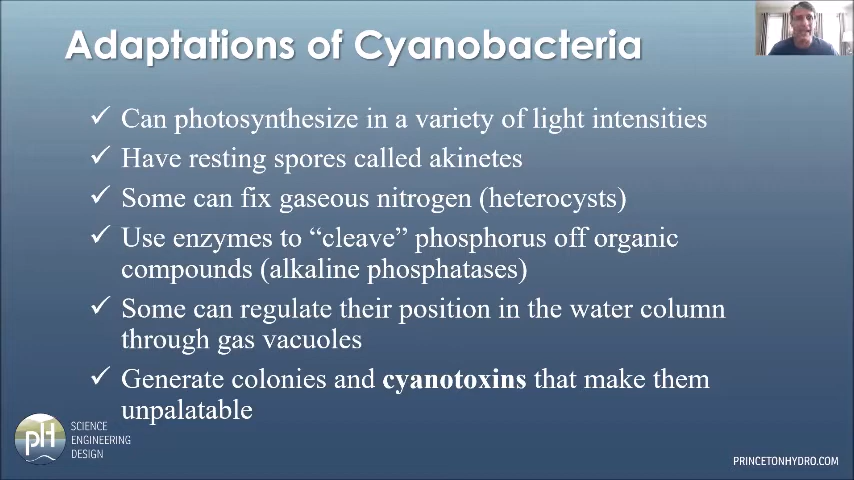 Adaptations of Cyanobacteria
✓ Can photosynthesize in a variety of light intensities
✓ Have resting spores called akinetes
✓ Some can fix gaseous nitrogen (heterocysts)
✓ Use enzymes to “cleave” phosphorus off organic
compounds (alkaline phosphatases)
✓ Some can regulate their position in the water column
through gas vacuoles
✓ Generate colonies and cyanotoxins that make them
unpalatable
pH
SCIENCE
ENGINEERING
DESIGN
PRINCETONHYDRO.COM